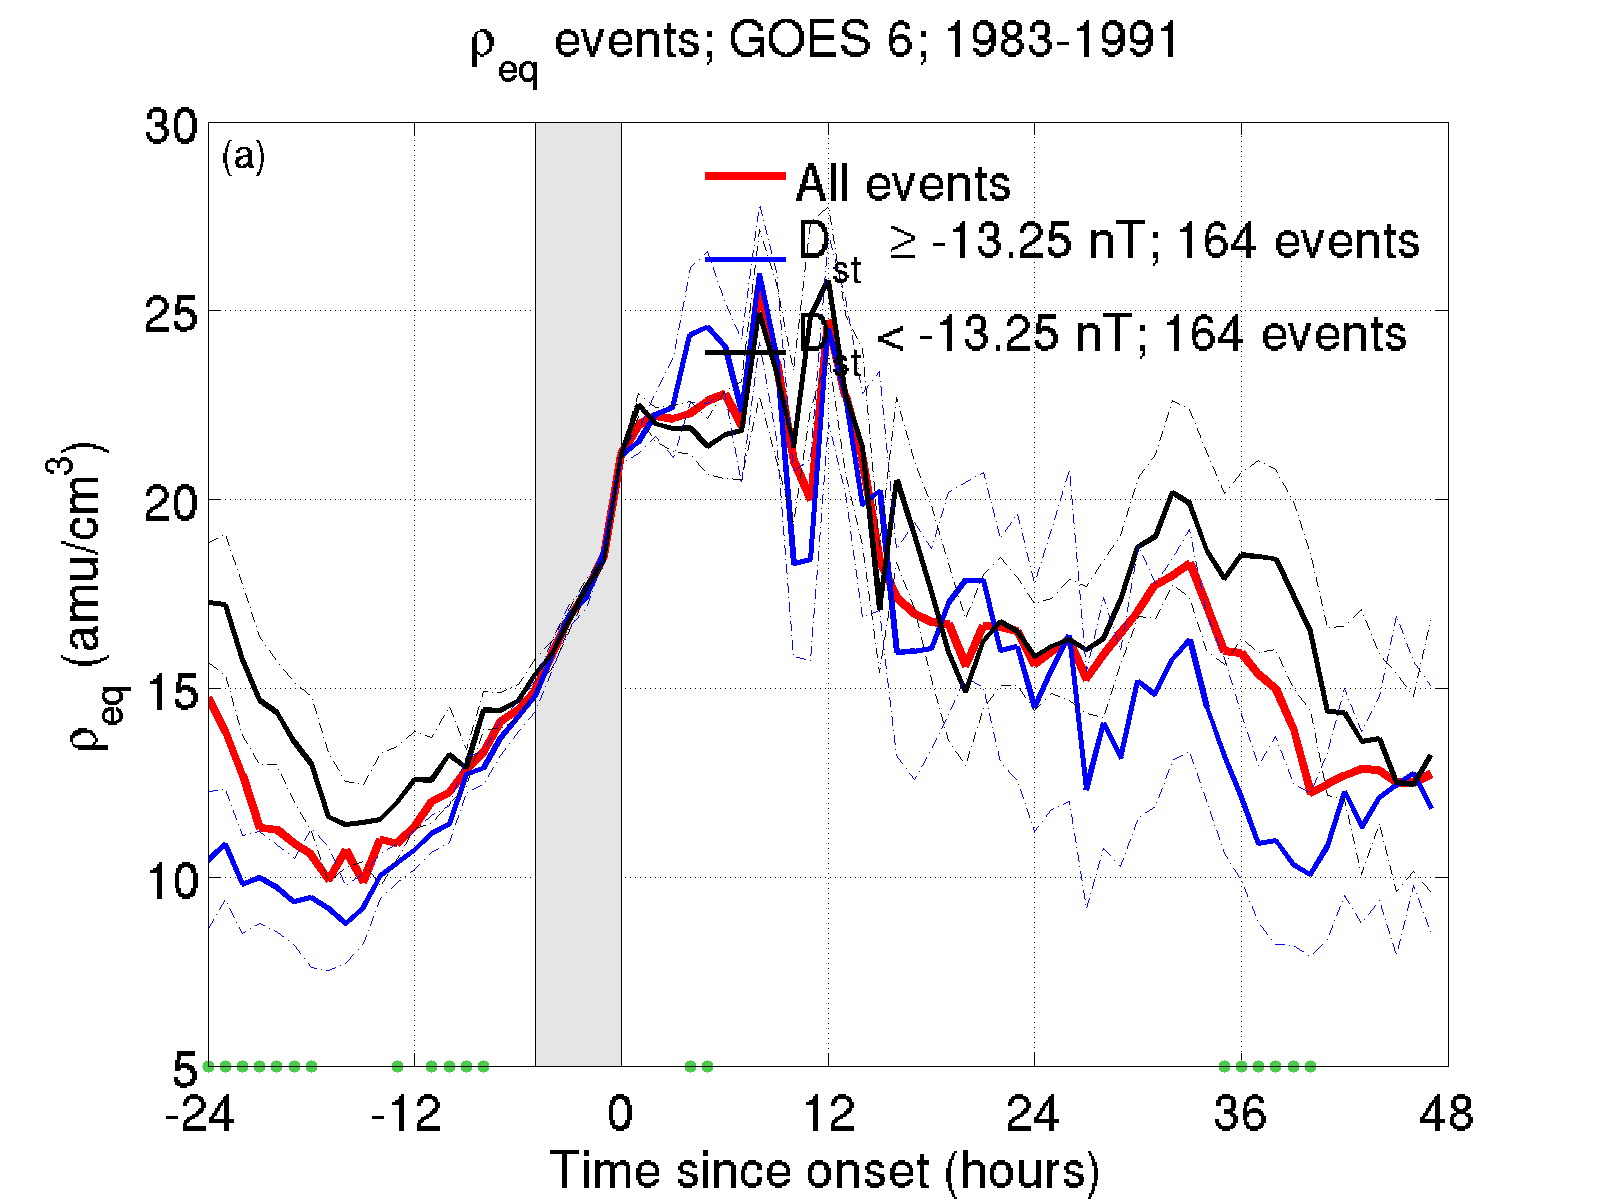 ρeq events; GOES 6; 1983-1991
(a)
All events
Dst ≥ -13.25 nT; 164 events
Dst < -13.25 nT; 164 events
30
25
20
15
10
5
ρeq (amu/cm³)
-24 -12 0 12 24 36 48
Time since onset (hours)